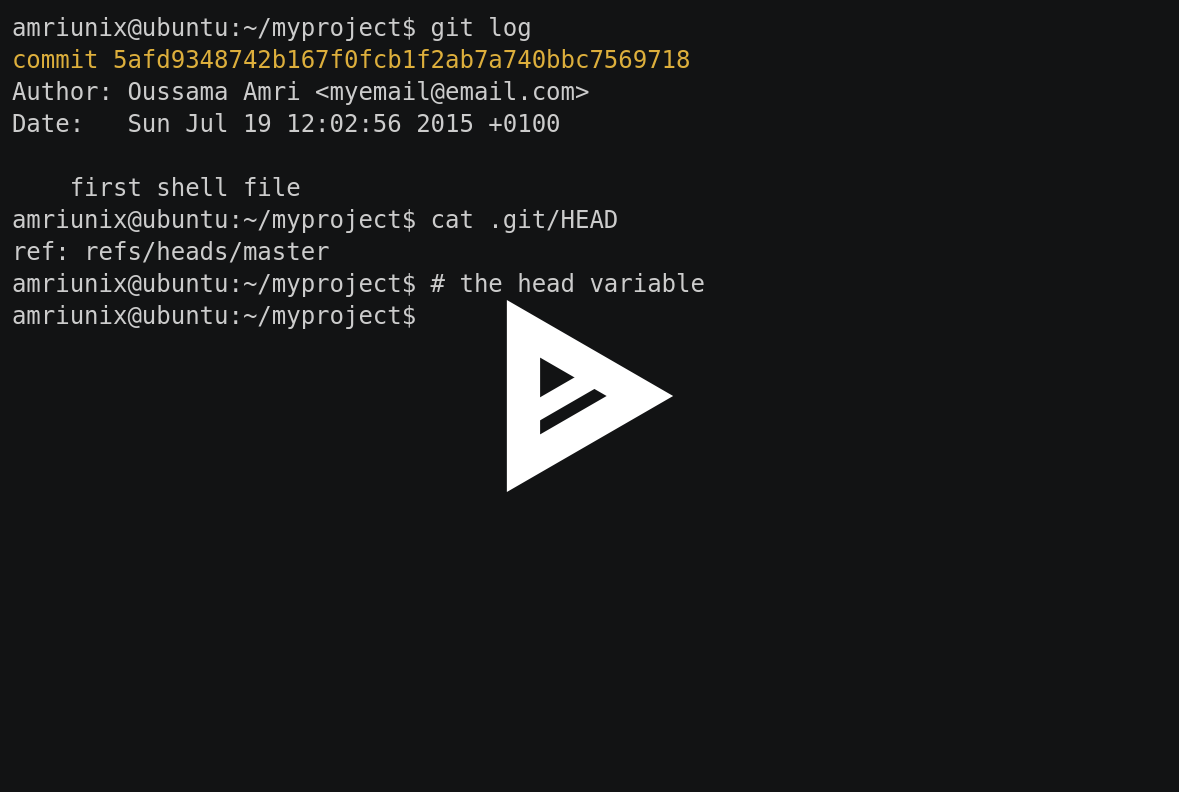 amriunix@ubuntu:~/myproject$ git log
commit 5afd9348742b167f0fcb1f2ab7a740bbc7569718
Author: Oussama Amri <myemail@email.com>
Date:   Sun Jul 19 12:02:56 2015 +0100
    first shell file
amriunix@ubuntu:~/myproject$ cat .git/HEAD
ref: refs/heads/master
amriunix@ubuntu:~/myproject$ # the head variable
amriunix@ubuntu:~/myproject$